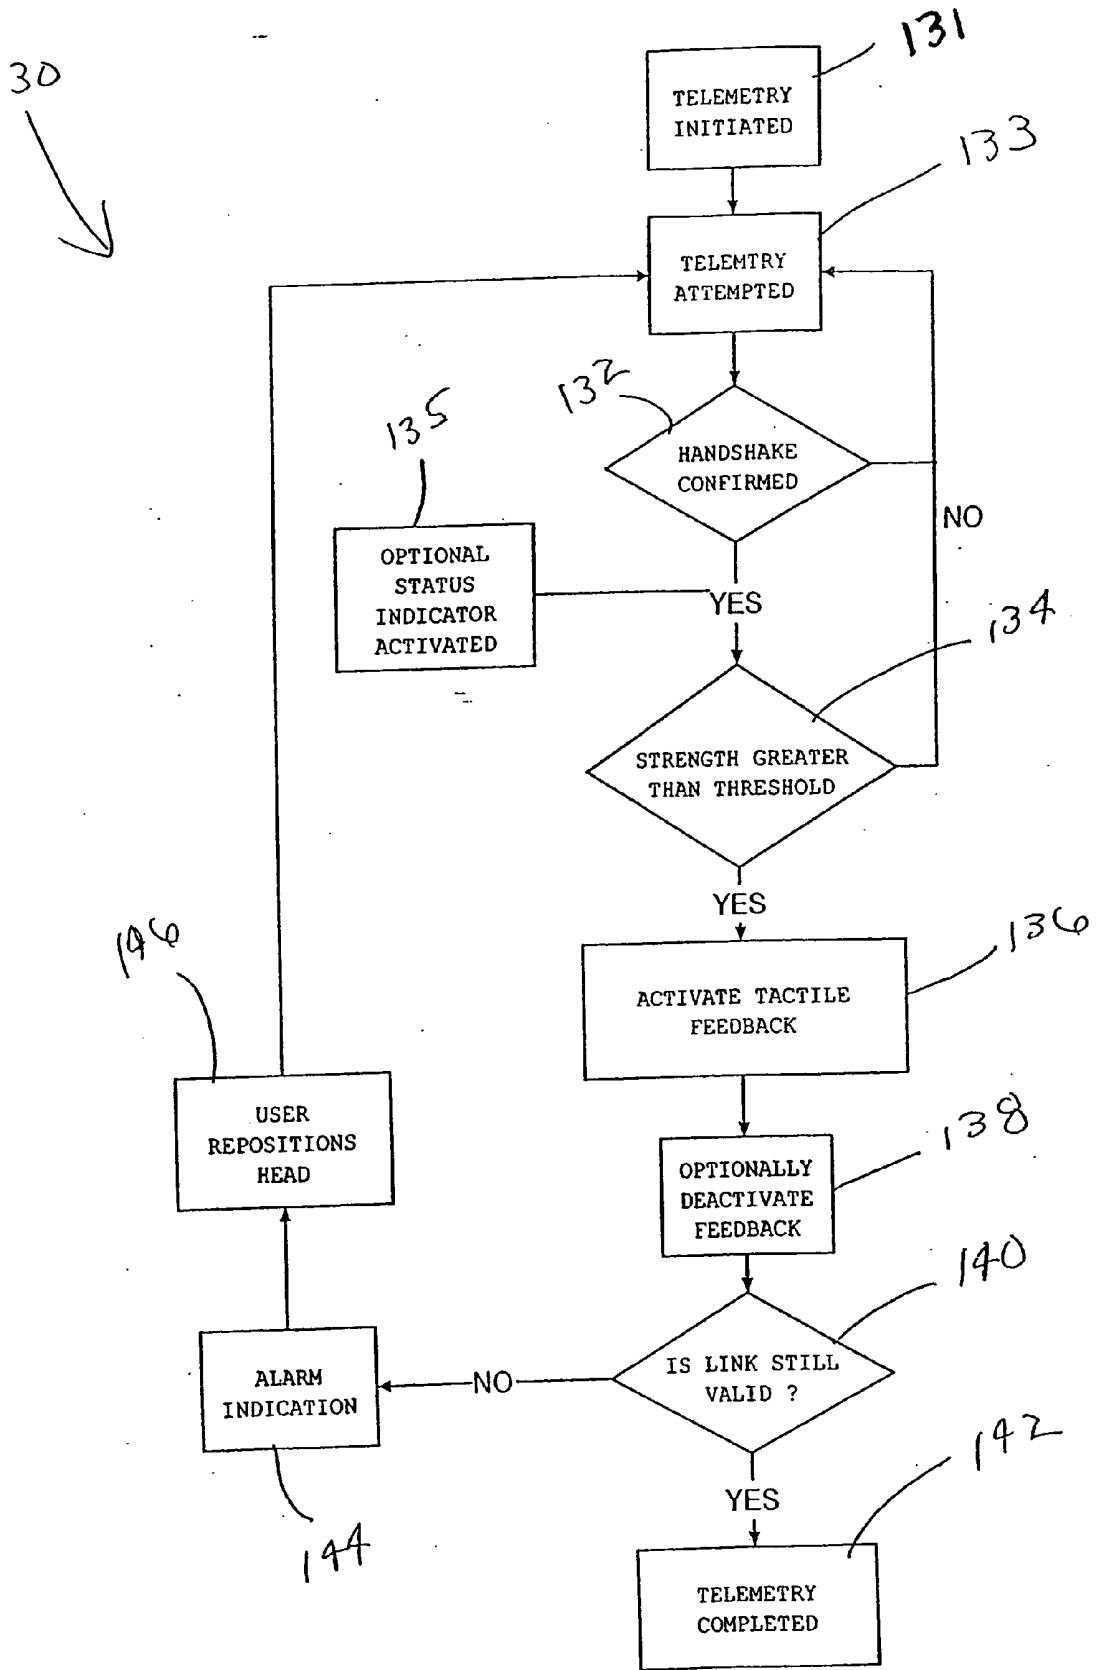 131
30
TELEMETRY
INITIATED
133
TELEMTRY
ATTEMPTED
132
135
HANDSHAKE
CONFIRMED
NO
OPTIONAL
STATUS
INDICATOR
ACTIVATED
YES
134
STRENGTH GREATER
THAN THRESHOLD
YES
146
136
ACTIVATE TACTILE
FEEDBACK
USER
REPOSITIONS
HEAD
138
OPTIONALLY
DEACTIVATE
FEEDBACK
140
IS LINK STILL
VALID ?
NO
ALARM
INDICATION
142
YES
144
TELEMETRY
COMPLETED